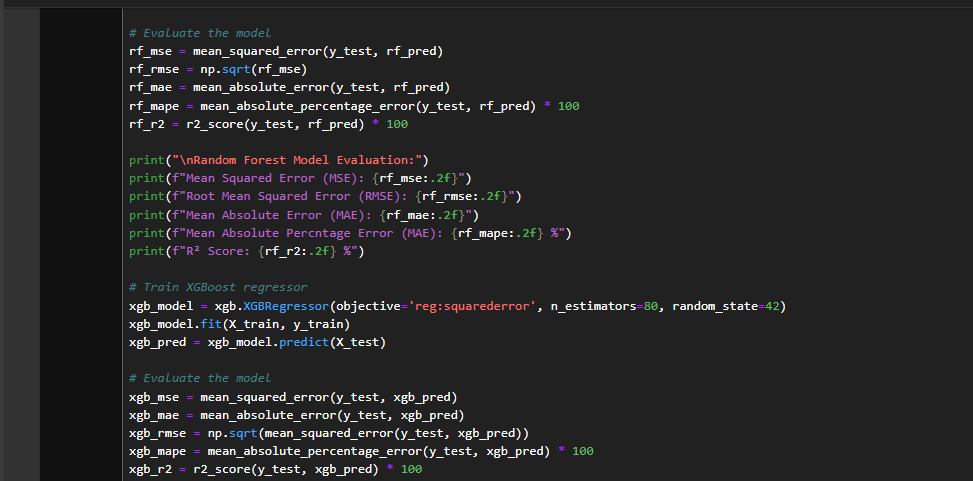 # Evaluate the model
rf_mse = mean_squared_error(y_test, rf_pred)
rf_rmse = np.sqrt(rf_mse)
rf_mae = mean_absolute_error(y_test, rf_pred)
rf_mape = mean_absolute_percentage_error(y_test, rf_pred) * 100
rf_r2 = r2_score(y_test, rf_pred) * 100
print("\nRandom Forest Model Evaluation:")
print(f"Mean Squared Error (MSE): {rf_mse:.2f}")
print(f"Root Mean Squared Error (RMSE): {rf_rmse:.2f}")
print(f"Mean Absolute Error (MAE): {rf_mae:.2f}")
print(f"Mean Absolute Percntage Error (MAE): {rf_mape:.2f} %")
print(f"R² Score: {rf_r2:.2f} %")
# Train XGBoost regressor
xgb_model = xgb.XGBRegressor(objective='reg:squarederror', n_estimators=80, random_state=42)
xgb_model.fit(X_train, y_train)
xgb_pred = xgb_model.predict(X_test)
# Evaluate the model
xgb_mse = mean_squared_error(y_test, xgb_pred)
xgb_mae = mean_absolute_error(y_test, xgb_pred)
xgb_rmse = np.sqrt(mean_squared_error(y_test, xgb_pred))
xgb_mape = mean_absolute_percentage_error(y_test, xgb_pred) * 100
xgb_r2 = r2_score(y_test, xgb_pred) * 100